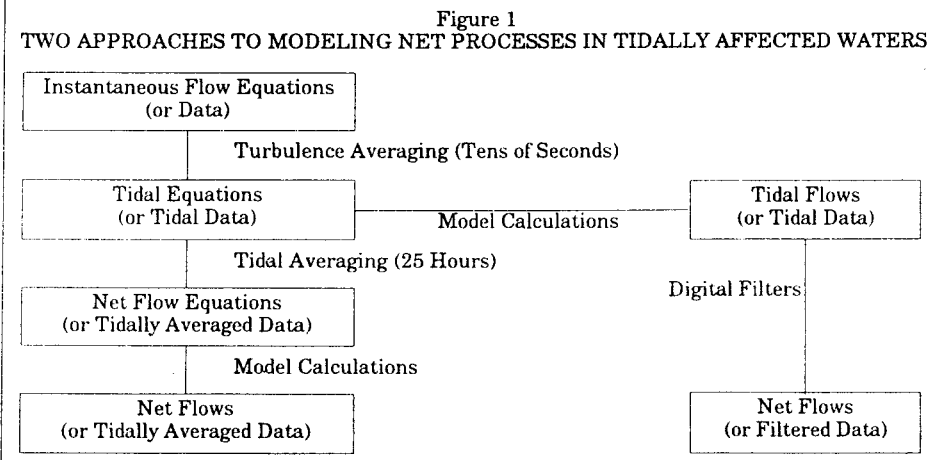 Figure 1
TWO APPROACHES TO MODELING NET PROCESSES IN TIDALLY AFFECTED WATERS
Instantaneous Flow Equations
(or Data)
Turbulence Averaging (Tens of Seconds)
Tidal Equations
(or Tidal Data)
Model Calculations
Tidal Flows
(or Tidal Data)
Tidal Averaging (25 Hours)
Digital Filters
Net Flow Equations
(or Tidally Averaged Data)
Model Calculations
Net Flows
(or Tidally Averaged Data)
Net Flows
(or Filtered Data)